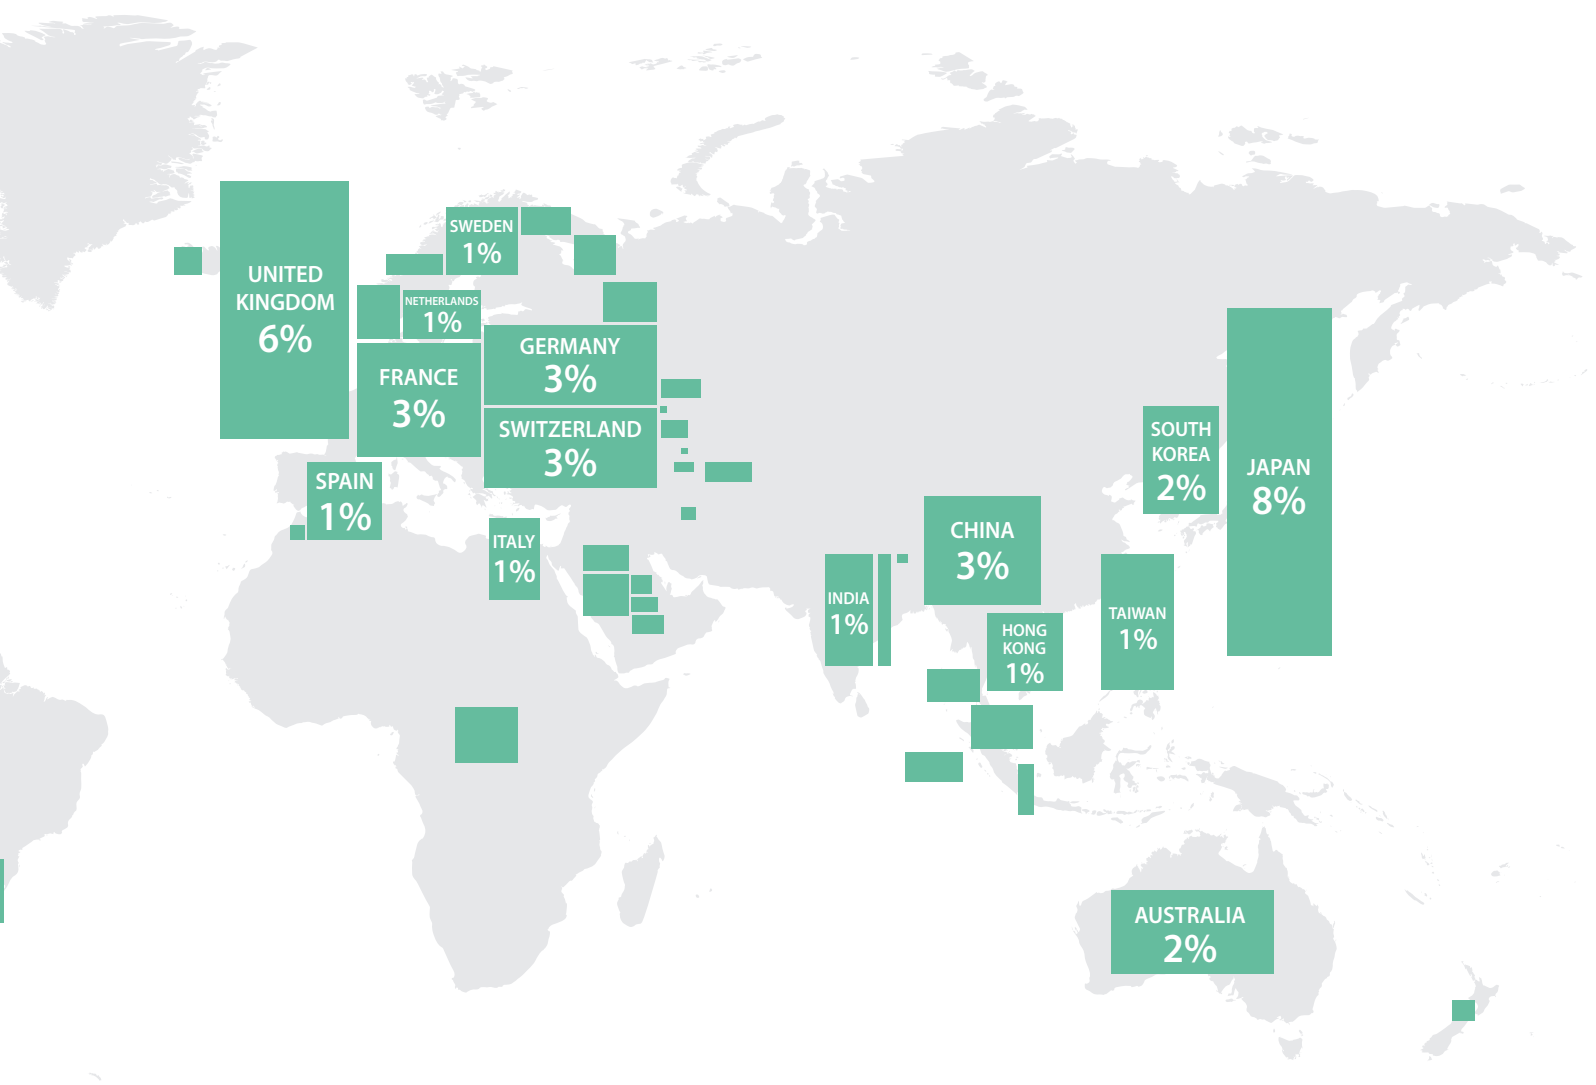 SWEDEN
1%
UNITED
KINGDOM
6%
NETHERLANDS
1%
GERMANY
3%
FRANCE
3%
SWITZERLAND
3%
SPAIN
1%
ITALY
1%
SOUTH
KOREA
2%
JAPAN
8%
CHINA
3%
INDIA
1%
HONG
KONG
1%
TAIWAN
1%
AUSTRALIA
2%